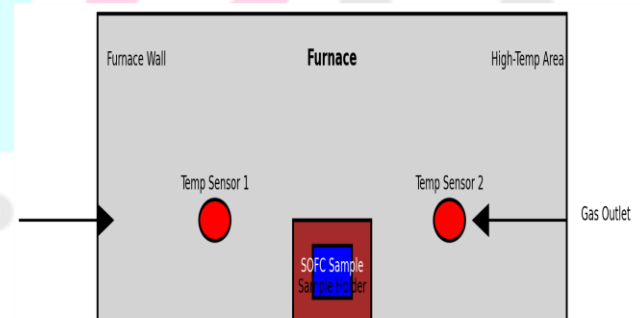 Furnace Wall
Furnace
High-Temp Area
Temp Sensor 1
Temp Sensor 2
Gas Outlet
SOFC Sample
Sample Holder